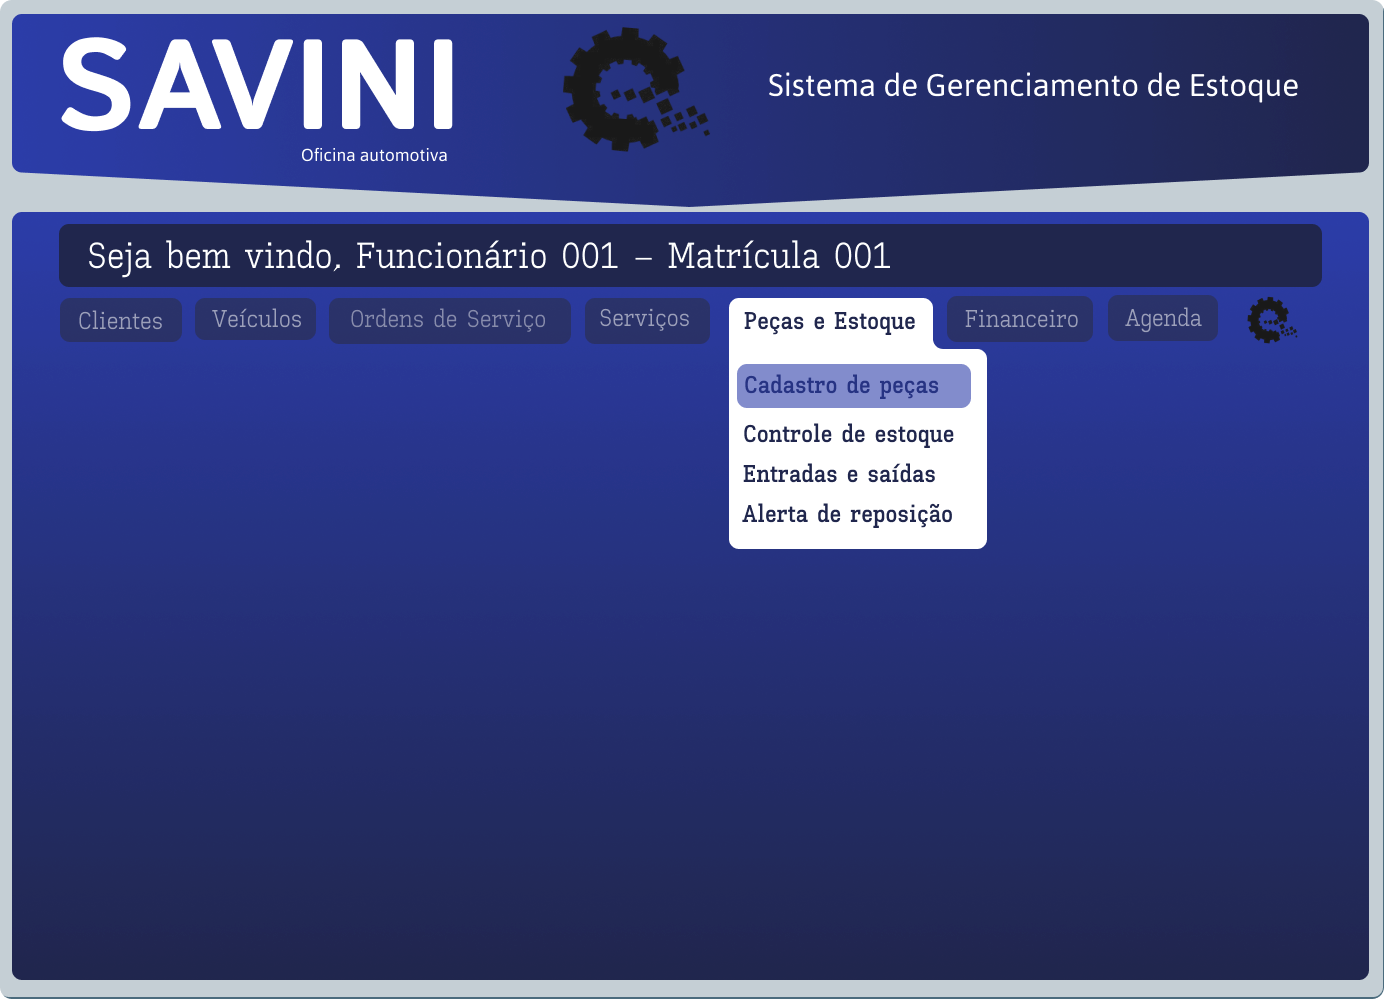 SAVINI
Oficina automotiva
Sistema de Gerenciamento de Estoque
Seja bem vindo, Funcionário 001 – Matrícula 001
Clientes
Veículos
Ordens de Serviço
Serviços
Peças e Estoque
Financeiro
Agenda
Cadastro de peças
Controle de estoque
Entradas e saídas
Alerta de reposição